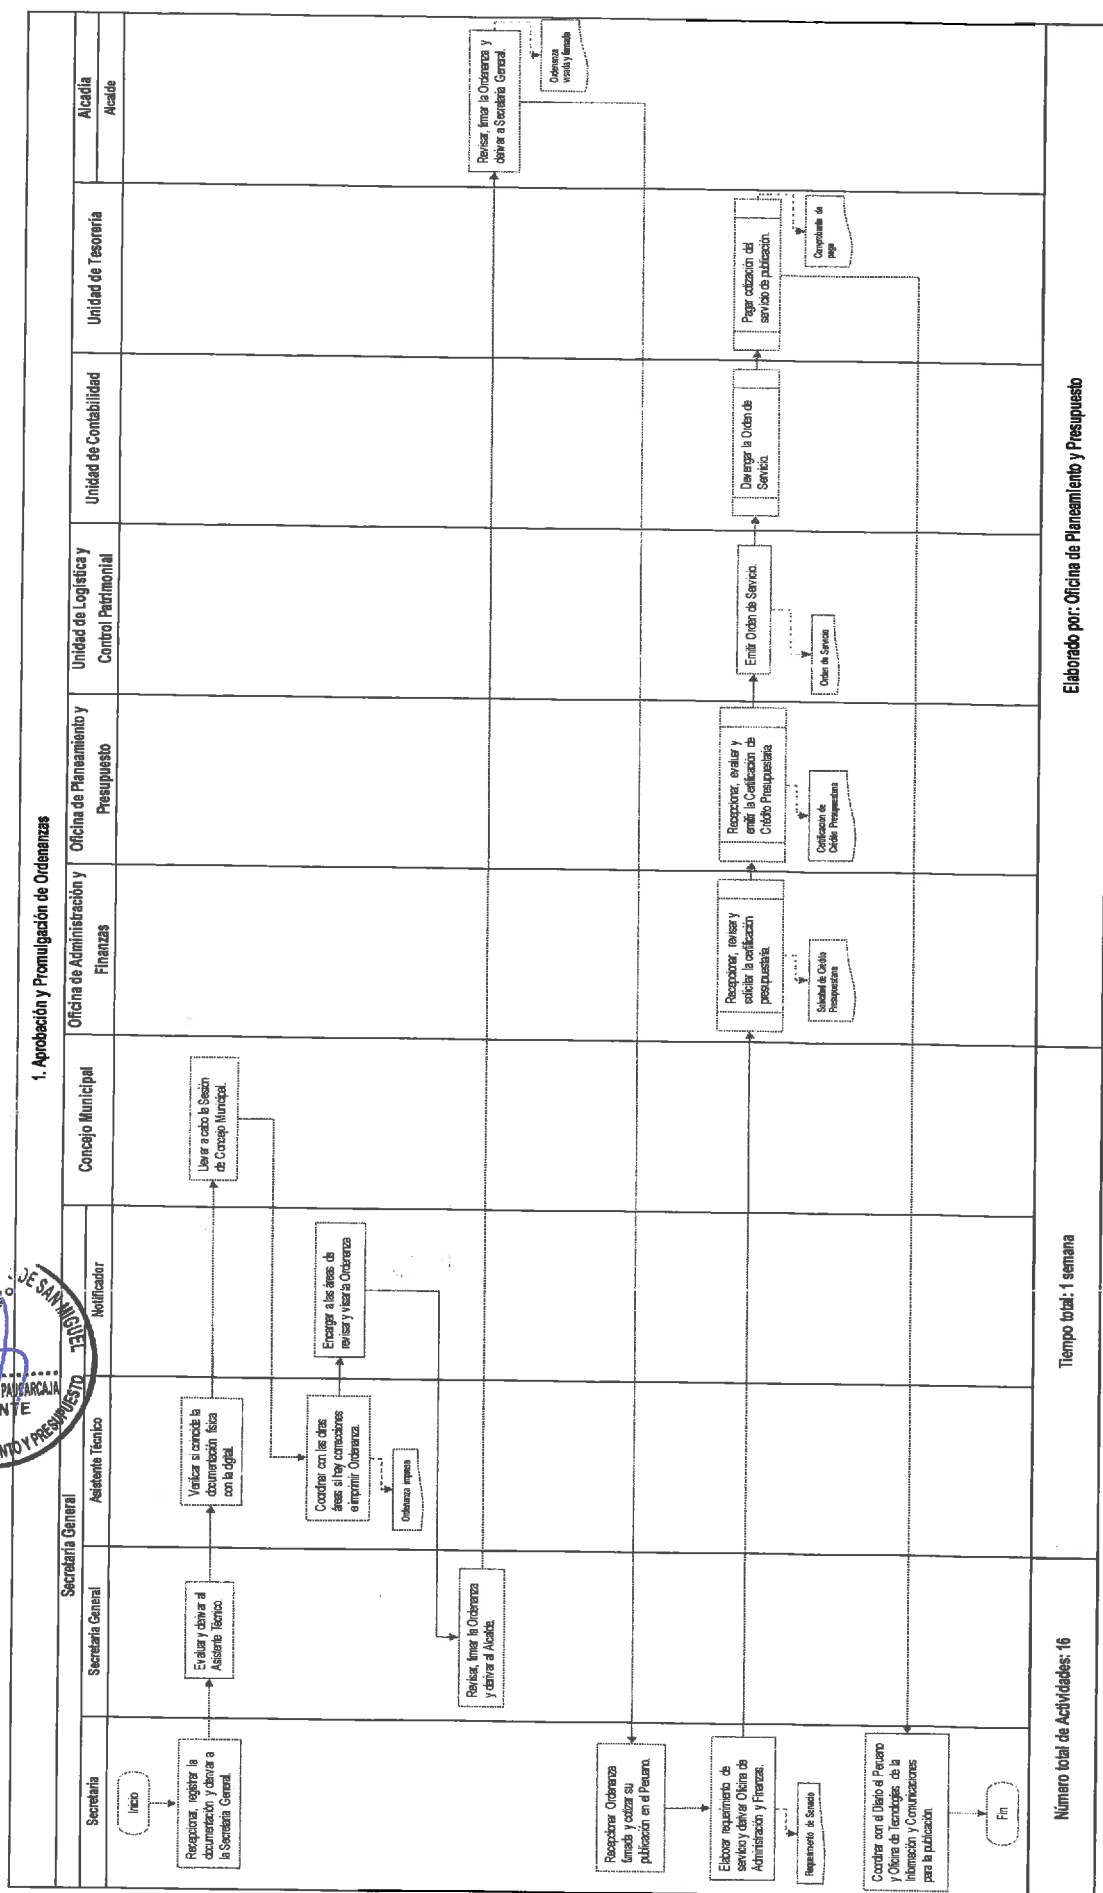 1. Aprobación y Promulgación de Ordenanzas
Secretaría General
Secretaria
Secretaria General
Asistente Técnico
Notificador
Concejo Municipal
Oficina de Administración y
Finanzas
Oficina de Planeamiento y
Presupuesto
Unidad de Logística y
Control Patrimonial
Unidad de Contabilidad
Unidad de Tesorería
Alcadía
Alcalde
Inicio
Recepcionar, registrar la
documentación y derivar a
la Secretaria General.
Evaluar y derivar al
Asistente Técnico.
Verificar si coincide la
documentación física
con la digital.
Llevar a cabo la Sesión
de Concejo Municipal.
Coordinar con las otras
áreas si hay correcciones
e imprimir Ordenanza.
Ordenanza impresa
Encargar a las áreas de
revisar y visar la Ordenanza
Revisar, firmar la Ordenanza
y derivar al Alcalde.
Revisar, firmar la Ordenanza y
derivar a Secretaría General.
Ordenanza
visada y firmada
Recepcionar Ordenanza
firmada y cotizar su
publicación en el Peruano.
Elaborar requerimiento de
servicio y derivar Oficina de
Administración y Finanzas.
Requerimiento de Servicio
Recepcionar, revisar y
solicitar la certificación
presupuestaria.
Solicitud de Crédito
Presupuestaria
Recepcionar, evaluar y
emitir la Certificación de
Crédito Presupuestaria
Certificación de
Crédito Presupuestaria
Emitir Orden de Servicio.
Orden de Servicio
Devengar la Orden de
Servicio.
Pagar cotización del
servicio de publicación.
Comprobante de
pago
Coordinar con el Diario el Peruano
y Oficina de Tecnologías de la
Información y Comunicaciones
para la publicación.
Fin
Número total de Actividades: 16
Tiempo total: 1 semana
Elaborado por: Oficina de Planeamiento y Presupuesto
DE SAN MIGUEL
NTE
NTO Y PRESUPUESTO